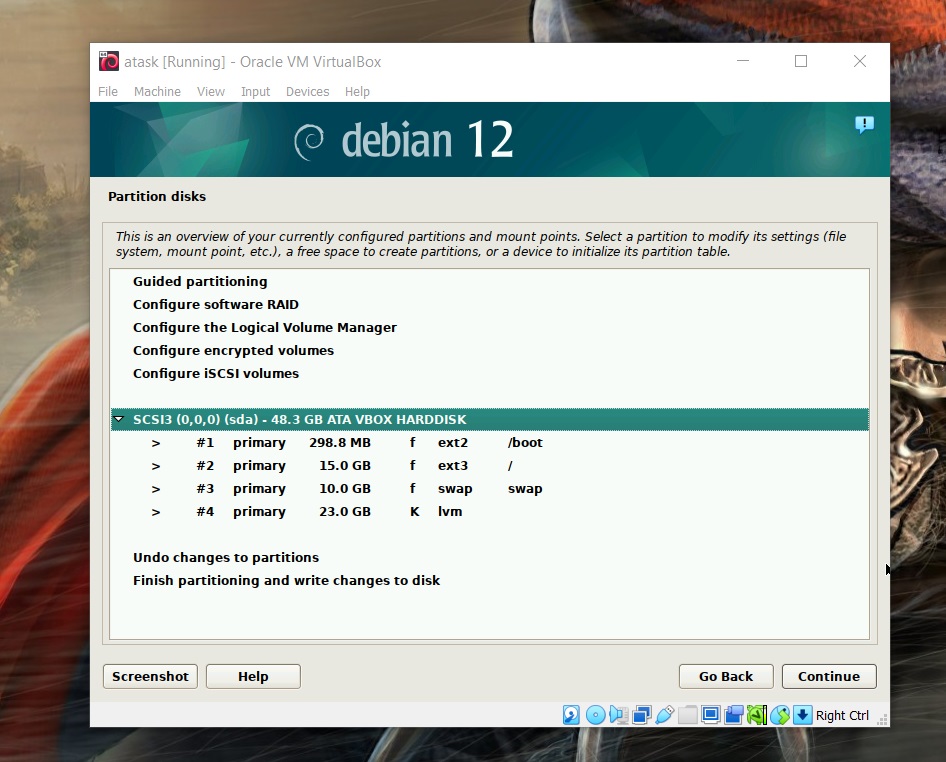 atask [Running] - Oracle VM VirtualBox
File Machine View Input Devices Help
debian 12
Partition disks
This is an overview of your currently configured partitions and mount points. Select a partition to modify its settings (file
system, mount point, etc.), a free space to create partitions, or a device to initialize its partition table.
Guided partitioning
Configure software RAID
Configure the Logical Volume Manager
Configure encrypted volumes
Configure iSCSI volumes
SCSI3 (0,0,0) (sda) - 48.3 GB ATA VBOX HARDDISK
> #1 primary 298.8 MB f ext2 /boot
> #2 primary 15.0 GB f ext3 /
> #3 primary 10.0 GB f swap swap
> #4 primary 23.0 GB K lvm
Undo changes to partitions
Finish partitioning and write changes to disk
Screenshot Help Go Back Continue
Right Ctrl